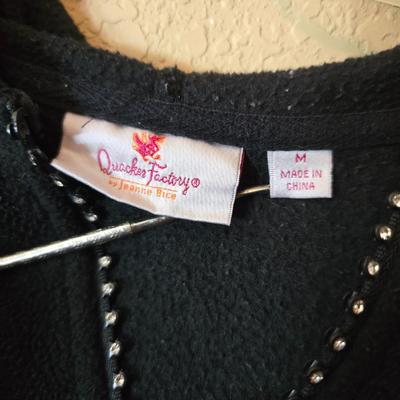 Quacker Factory®
by Jeanne Bice
M
MADE IN
CHINA